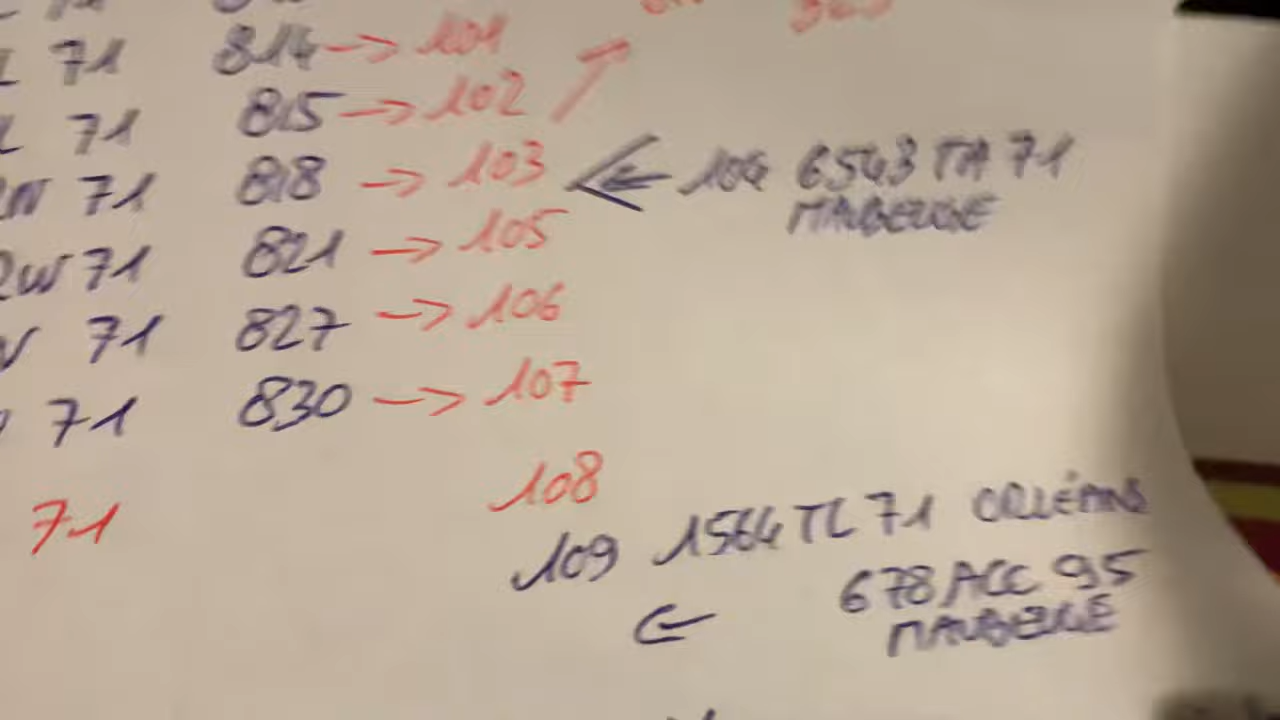 71 814 → 101
71 815 → 102
71 818 → 103 ← 104 6543 TA 71
MAUBEUGE
71 821 → 105
71 827 → 106
71 830 → 107
71 108
109 1564 TL 71 ORLÉANS
← 678 ACC 95
MAUBEUGE